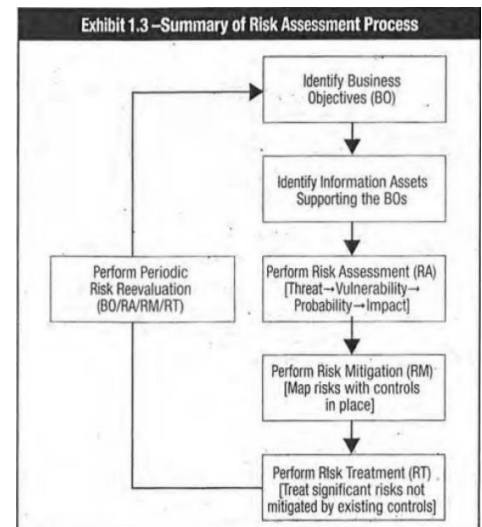 Exhibit 1.3 –Summary of Risk Assessment Process
Identify Business
Objectives (BO)
Identify Information Assets
Supporting the BOs
Perform Periodic
Risk Reevaluation
(BO/RA/RM/RT)
Perform Risk Assessment (RA)
[Threat→Vulnerability→
Probability→Impact]
Perform Risk Mitigation (RM)
[Map risks with controls
in place]
Perform Risk Treatment (RT)
[Treat significant risks not
mitigated by existing controls]